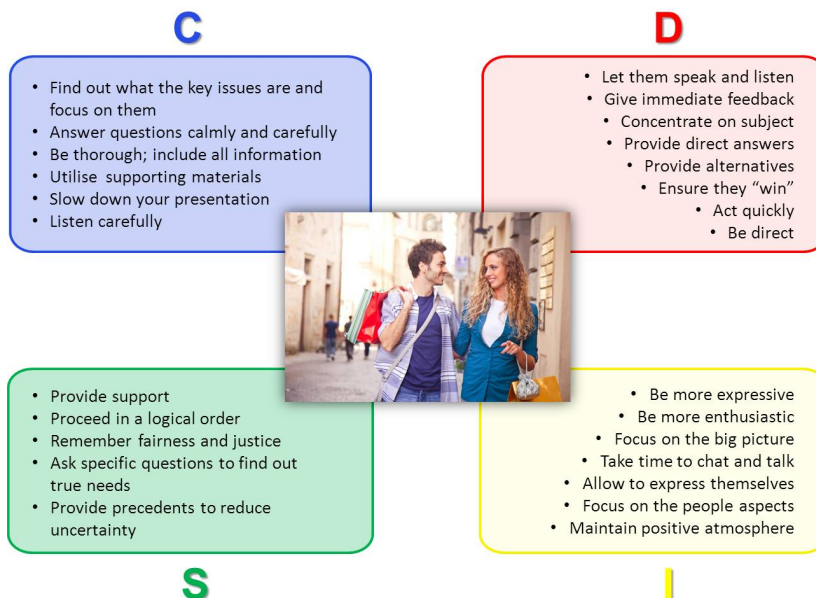 C
• Find out what the key issues are and
focus on them
• Answer questions calmly and carefully
• Be thorough; include all information
• Utilise supporting materials
• Slow down your presentation
• Listen carefully
D
• Let them speak and listen
• Give immediate feedback
• Concentrate on subject
• Provide direct answers
• Provide alternatives
• Ensure they “win”
• Act quickly
• Be direct
• Provide support
• Proceed in a logical order
• Remember fairness and justice
• Ask specific questions to find out
true needs
• Provide precedents to reduce
uncertainty
S
• Be more expressive
• Be more enthusiastic
• Focus on the big picture
• Take time to chat and talk
• Allow to express themselves
• Focus on the people aspects
• Maintain positive atmosphere
I